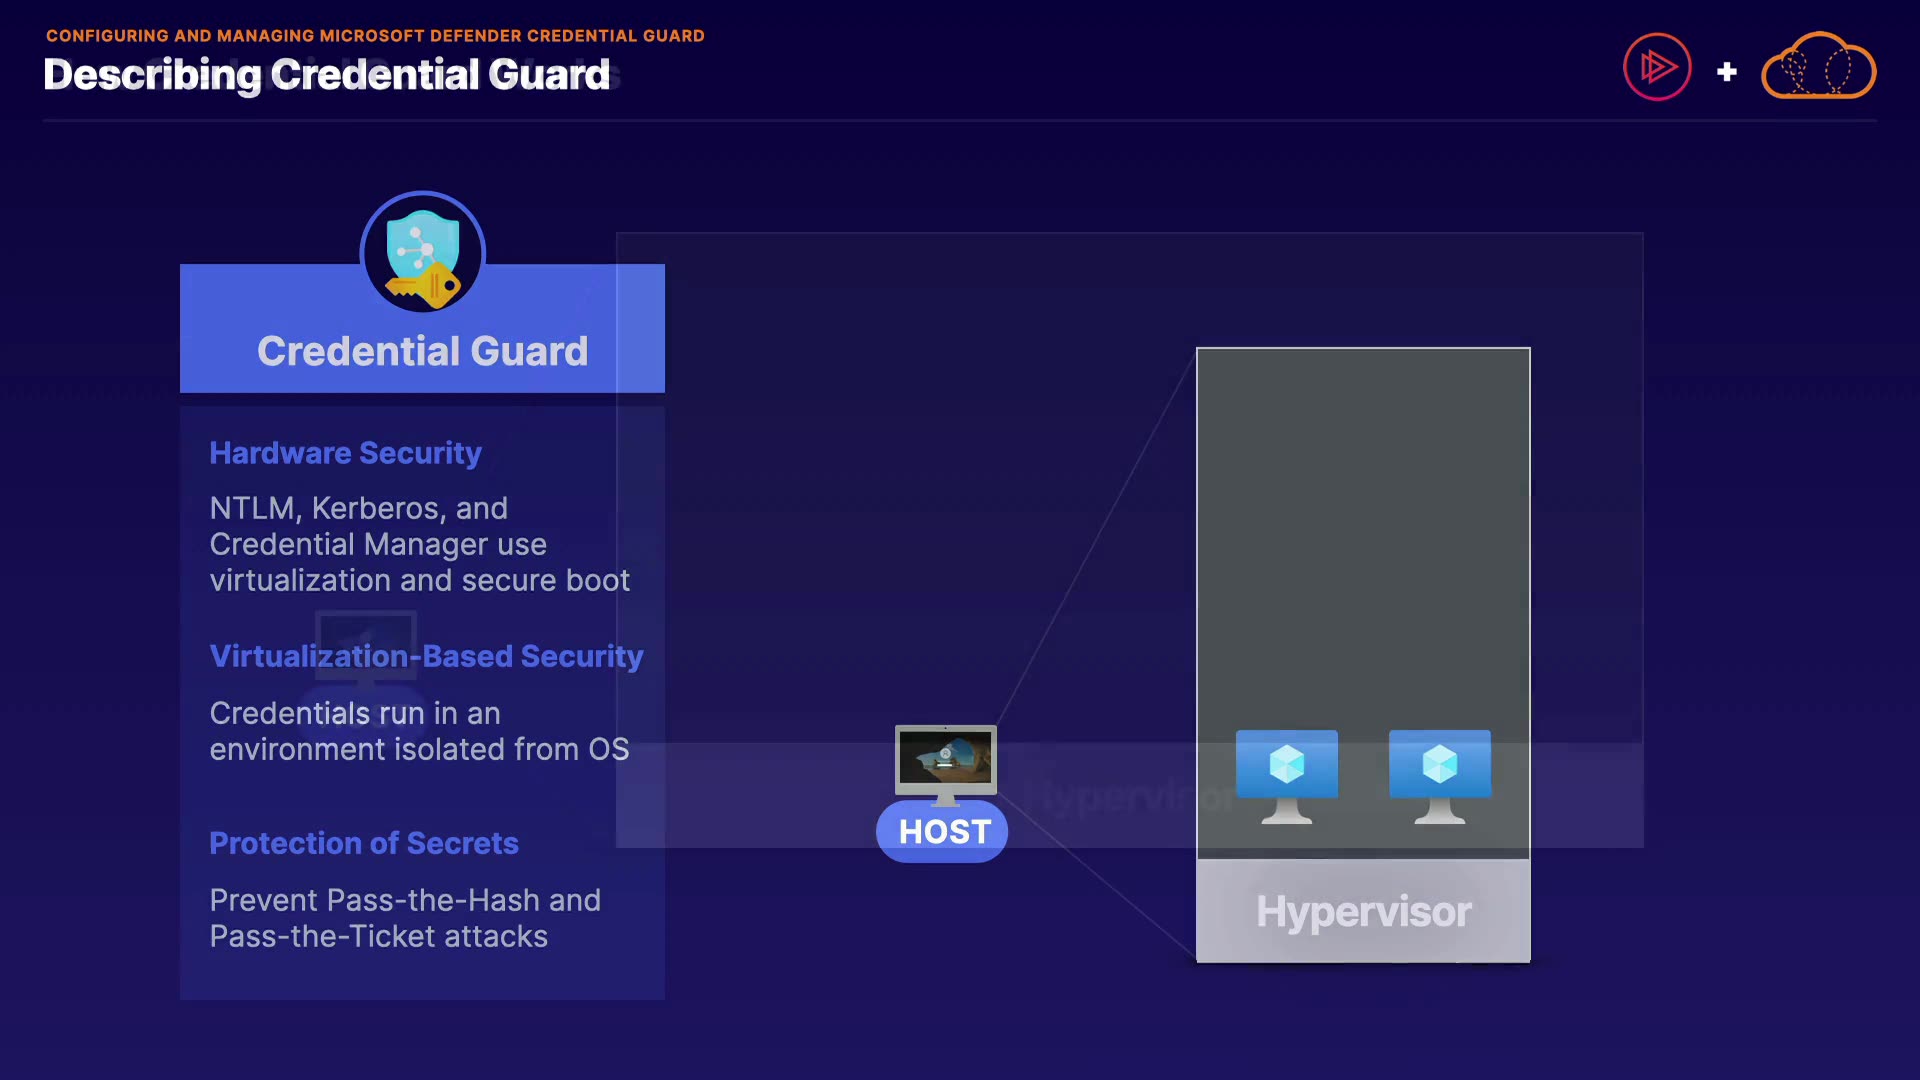 CONFIGURING AND MANAGING MICROSOFT DEFENDER CREDENTIAL GUARD
Describing Credential Guard
Credential Guard
Hardware Security
NTLM, Kerberos, and
Credential Manager use
virtualization and secure boot
Virtualization-Based Security
Credentials run in an
environment isolated from OS
Protection of Secrets
Prevent Pass-the-Hash and
Pass-the-Ticket attacks
HOST
Hypervisor
Hypervisor